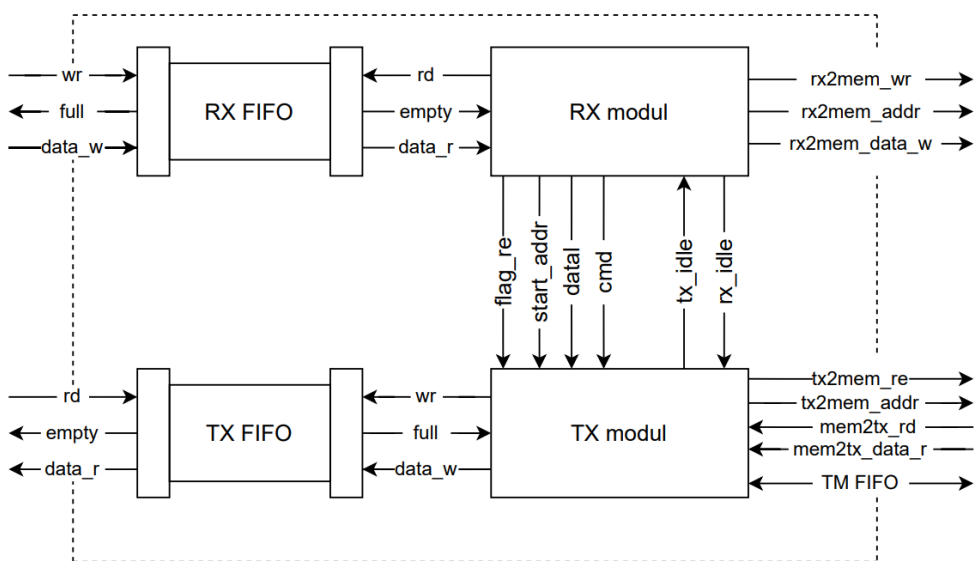 wr
full
data_w
RX FIFO
rd
empty
data_r
RX modul
rx2mem_wr
rx2mem_addr
rx2mem_data_w
flag_re
start_addr
datal
cmd
tx_idle
rx_idle
rd
empty
data_r
TX FIFO
wr
full
data_w
TX modul
tx2mem_re
tx2mem_addr
mem2tx_rd
mem2tx_data_r
TM FIFO